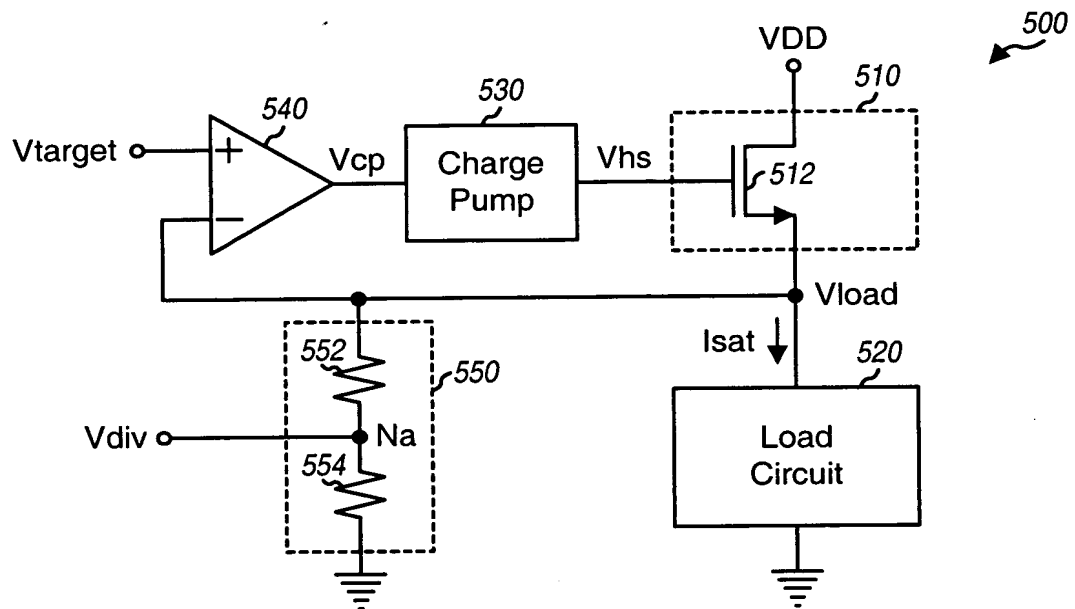 500
VDD
510
530
540
Vtarget
+
Vcp
Charge
Pump
Vhs
512
−
Vload
Isat
552
550
520
Vdiv
Na
554
Load
Circuit